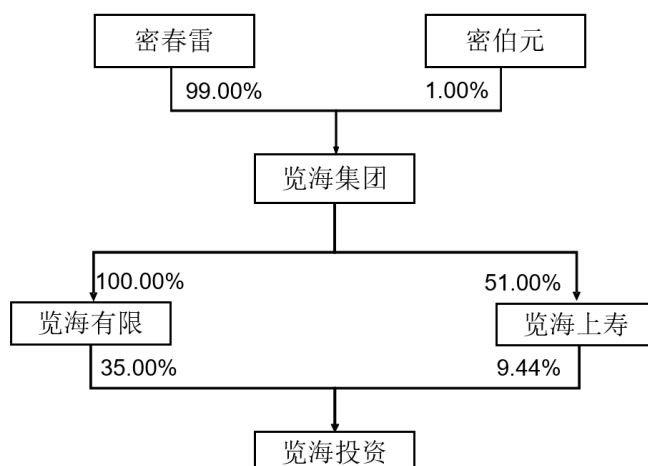 密春雷
密伯元
99.00%
1.00%
览海集团
100.00%
51.00%
览海有限
览海上寿
35.00%
9.44%
览海投资